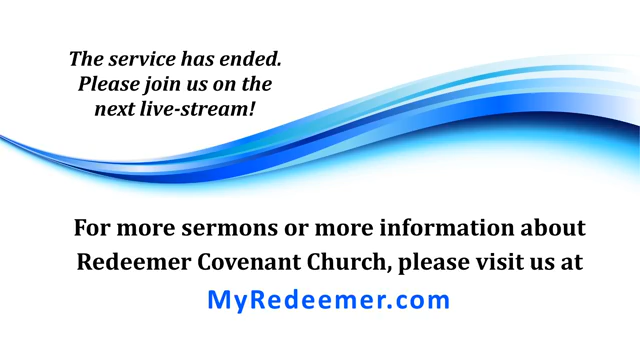 The service has ended.
Please join us on the
next live-stream!
For more sermons or more information about
Redeemer Covenant Church, please visit us at
MyRedeemer.com